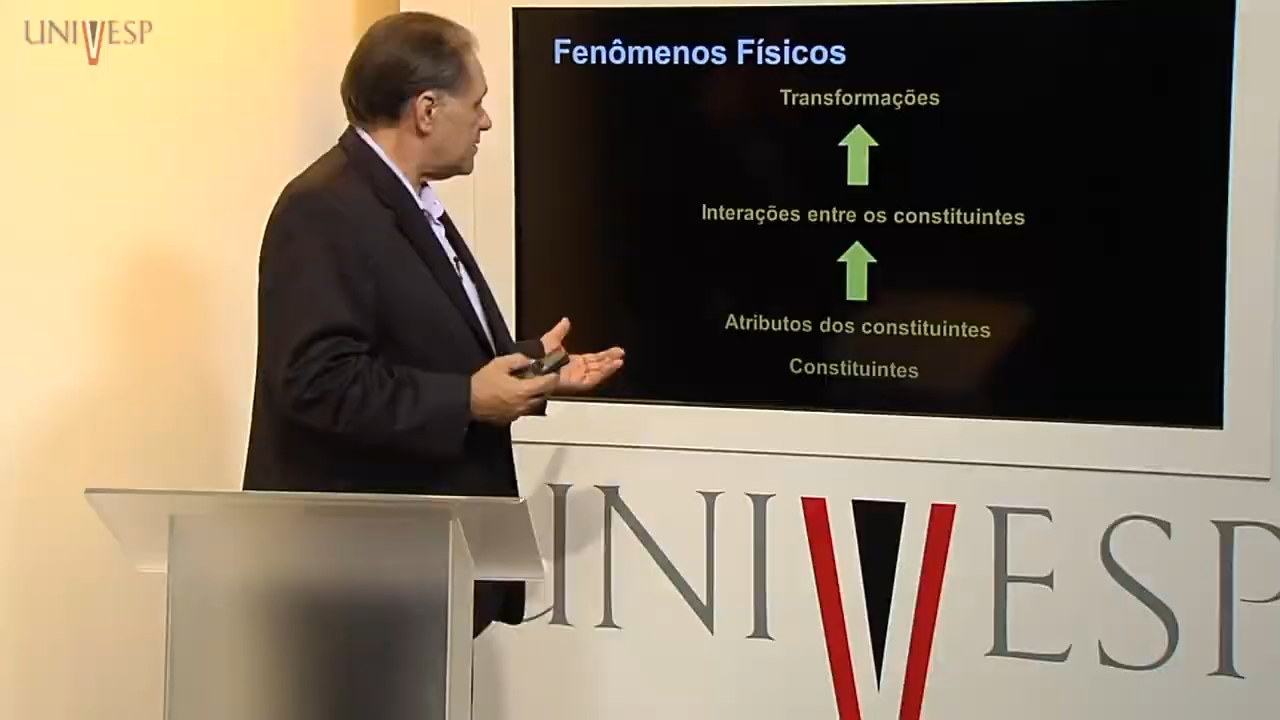 UNIVESP
Fenômenos Físicos
Transformações
Interações entre os constituintes
Atributos dos constituintes
Constituintes
UNIVESP